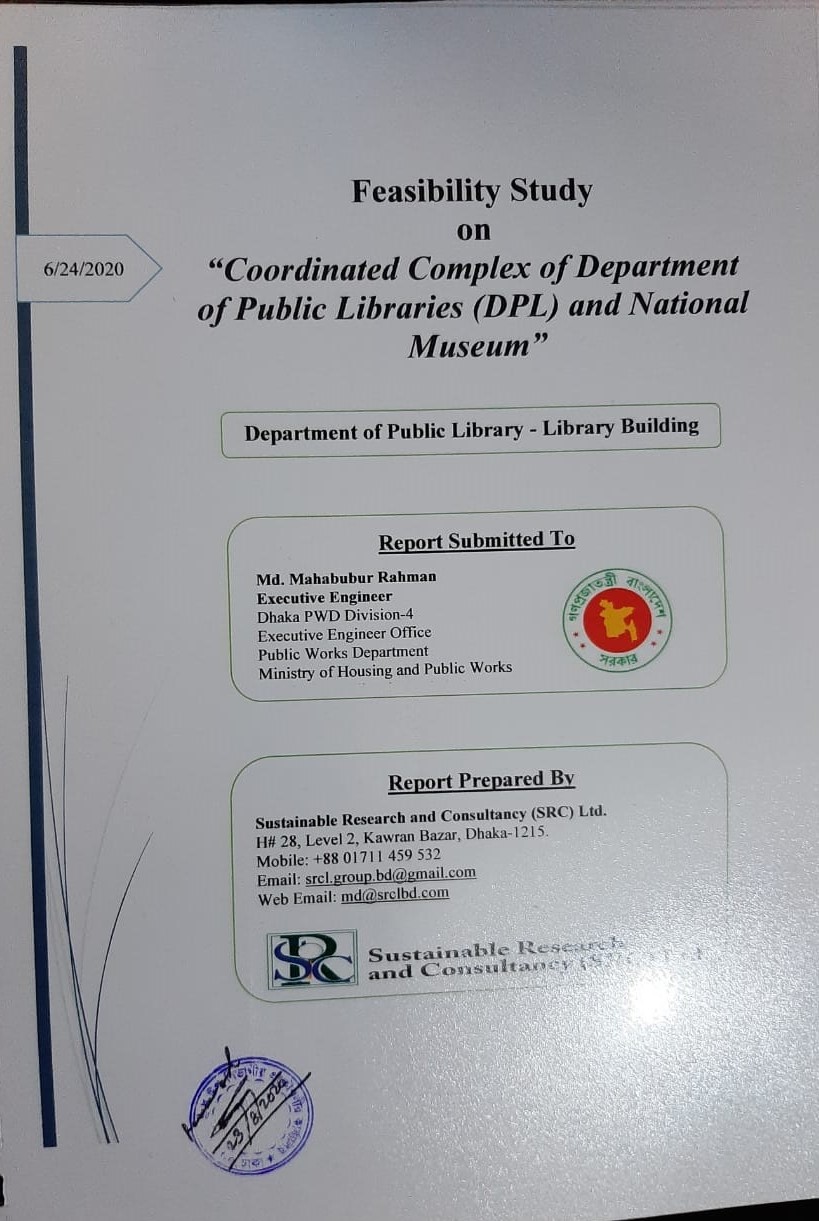 Feasibility Study
on
“Coordinated Complex of Department
of Public Libraries (DPL) and National
Museum”
6/24/2020
Department of Public Library - Library Building
Report Submitted To
Md. Mahabubur Rahman
Executive Engineer
Dhaka PWD Division-4
Executive Engineer Office
Public Works Department
Ministry of Housing and Public Works
গণপ্রজাতন্ত্রী বাংলাদেশ
সরকার
Report Prepared By
Sustainable Research and Consultancy (SRC) Ltd.
H# 28, Level 2, Kawran Bazar, Dhaka-1215.
Mobile: +88 01711 459 532
Email: srcl.group.bd@gmail.com
Web Email: md@srclbd.com
SRC
Sustainable Research
and Consultancy
23/8/2020
ঢাকা